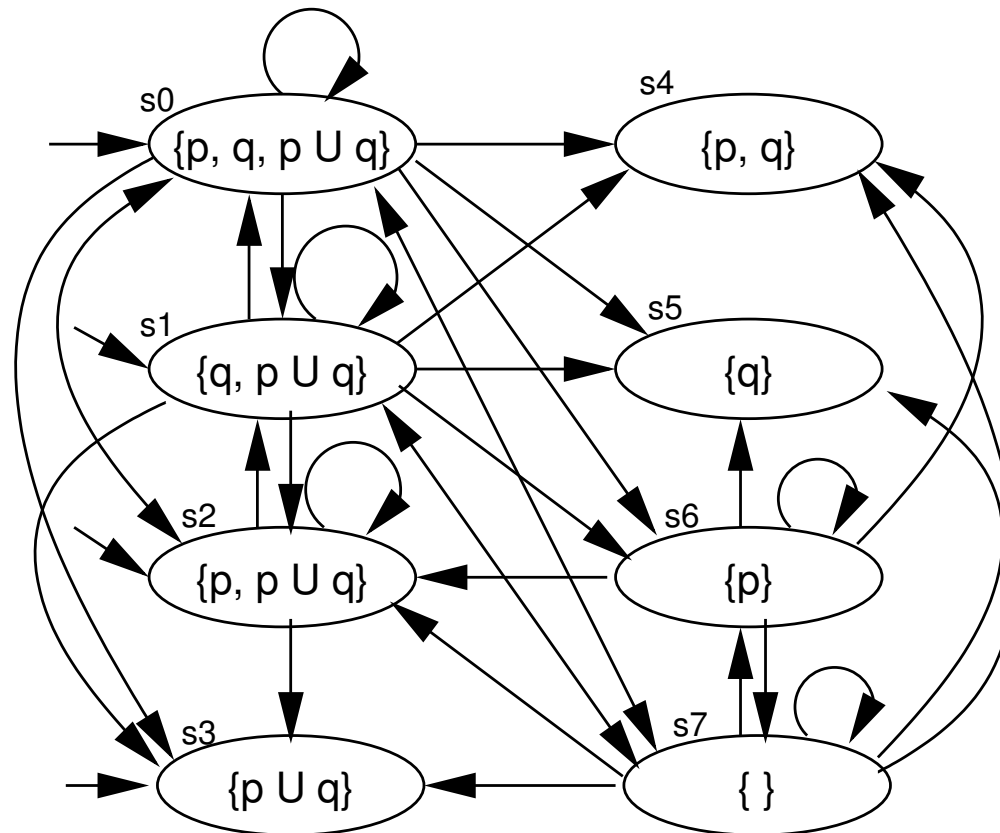 s0
{p, q, p U q}
s4
{p, q}
s1
{q, p U q}
s5
{q}
s2
{p, p U q}
s6
{p}
s3
{p U q}
s7
{ }